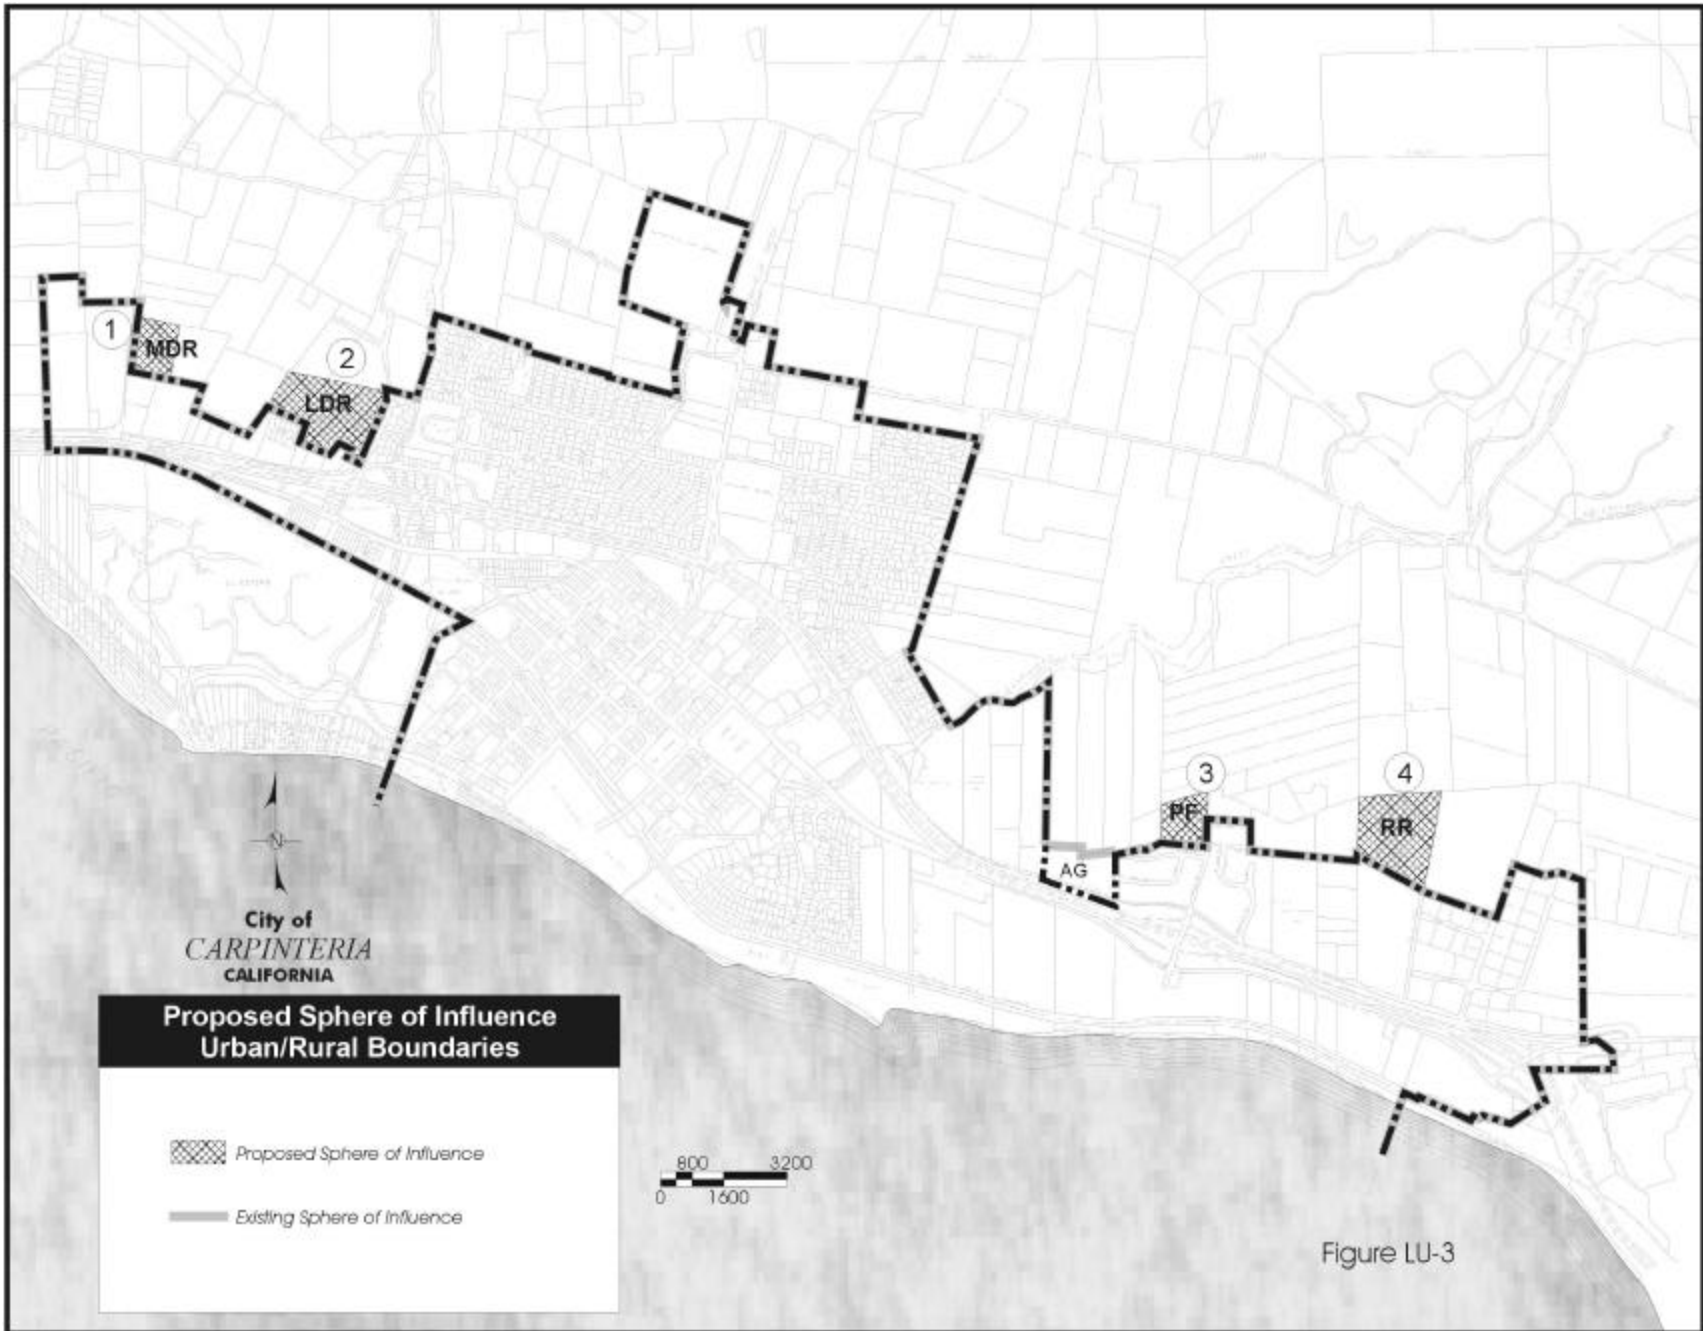 1
MDR
2
LDR
3
PF
4
RR
AG
N
City of
CARPINTERIA
CALIFORNIA
Proposed Sphere of Influence
Urban/Rural Boundaries
Proposed Sphere of Influence
Existing Sphere of Influence
800 3200
0 1600
Figure LU-3